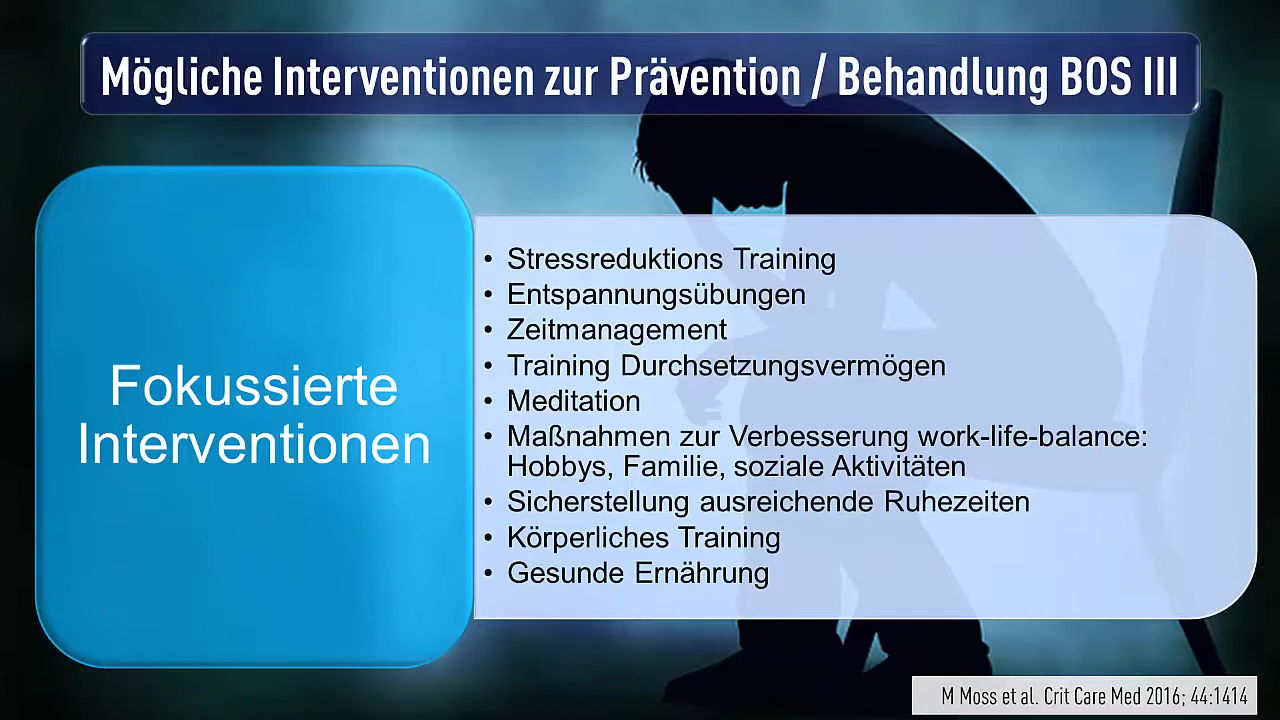 Mögliche Interventionen zur Prävention / Behandlung BOS III
Fokussierte
Interventionen
• Stressreduktions Training
• Entspannungsübungen
• Zeitmanagement
• Training Durchsetzungsvermögen
• Meditation
• Maßnahmen zur Verbesserung work-life-balance:
Hobbys, Familie, soziale Aktivitäten
• Sicherstellung ausreichende Ruhezeiten
• Körperliches Training
• Gesunde Ernährung
M Moss et al. Crit Care Med 2016; 44:1414